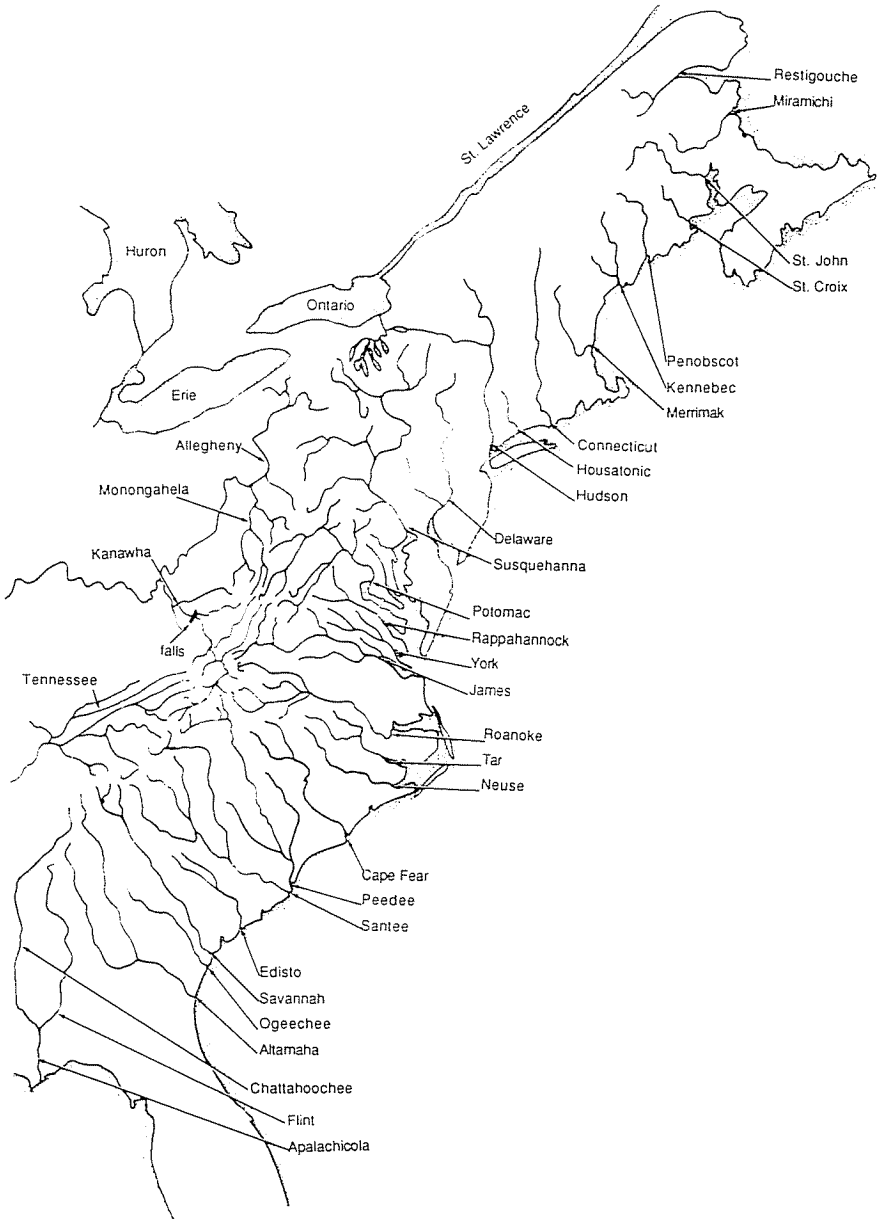 Restigouche
Miramichi
St. Lawrence
Huron
St. John
St. Croix
Ontario
Penobscot
Kennebec
Merrimak
Erie
Connecticut
Housatonic
Hudson
Allegheny
Monongahela
Delaware
Susquehanna
Kanawha
Potomac
Rappahannock
falls
York
James
Tennessee
Roanoke
Tar
Neuse
Cape Fear
Peedee
Santee
Edisto
Savannah
Ogeechee
Altamaha
Chattahoochee
Flint
Apalachicola